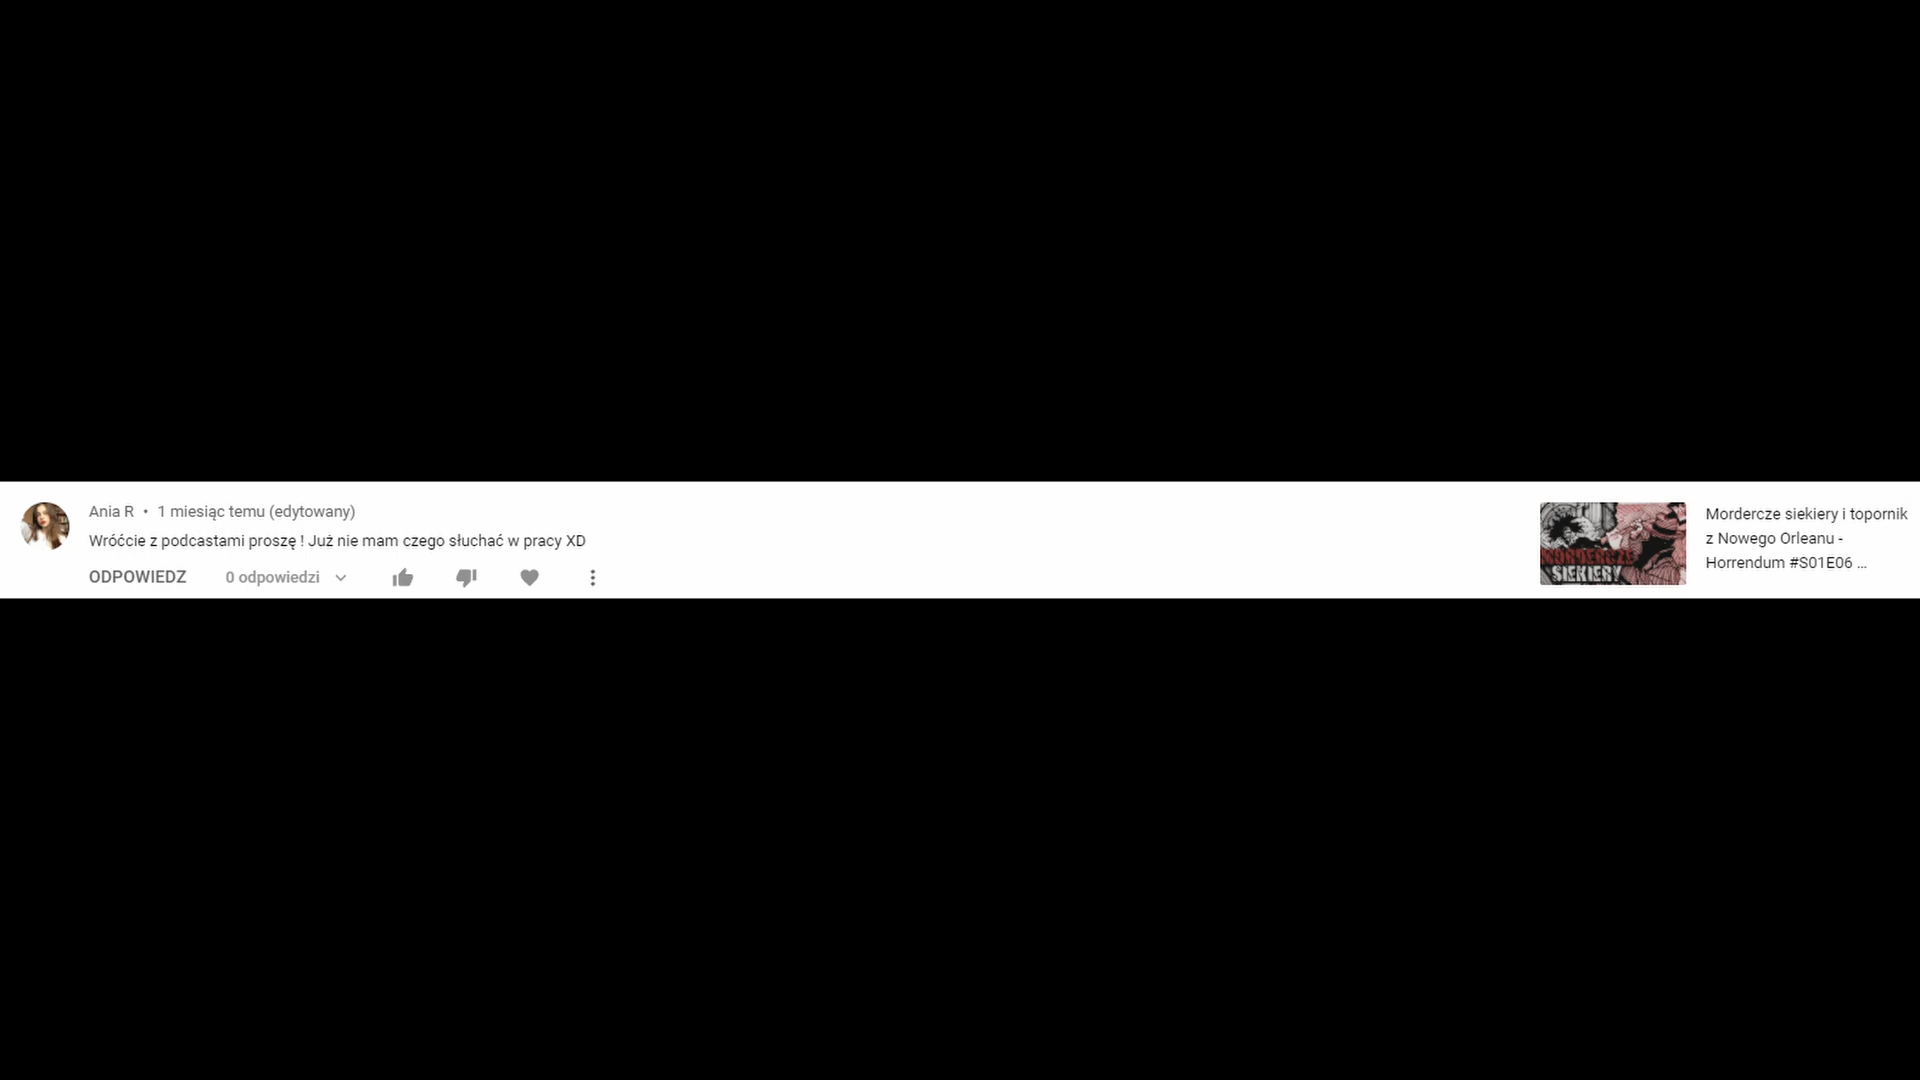 Ania R • 1 miesiąc temu (edytowany)
Wróćcie z podcastami proszę ! Już nie mam czego słuchać w pracy XD
ODPOWIEDZ 0 odpowiedzi
MORDERCZE
SIEKIERY
Mordercze siekiery i topornik
z Nowego Orleanu -
Horrendum #S01E06 ...